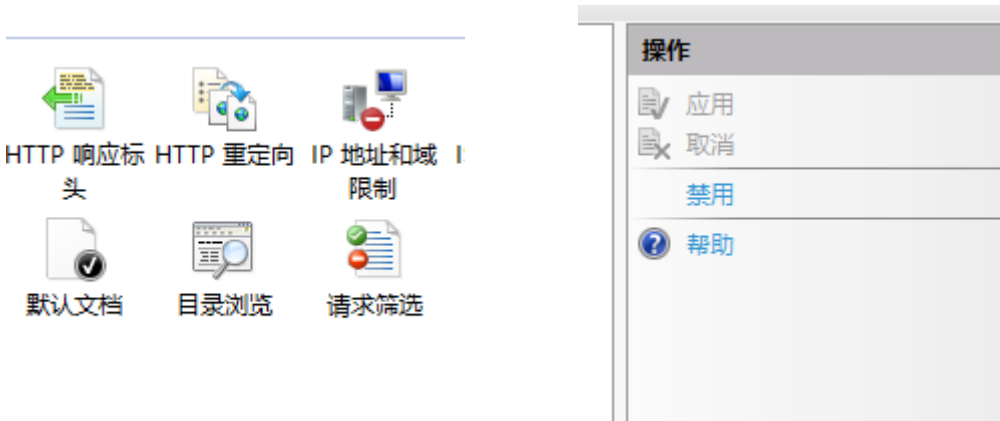 HTTP 响应标头
HTTP 重定向
IP 地址和域限制
默认文档
目录浏览
请求筛选
操作
应用
取消
禁用
帮助